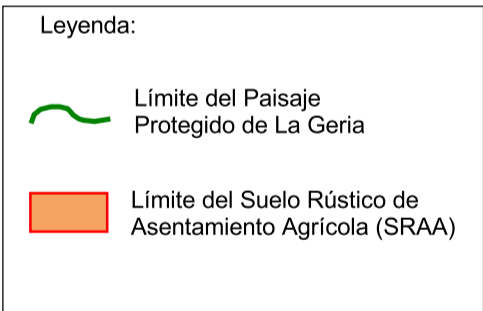 Leyenda:
Límite del Paisaje
Protegido de La Geria
Límite del Suelo Rústico de
Asentamiento Agrícola (SRAA)